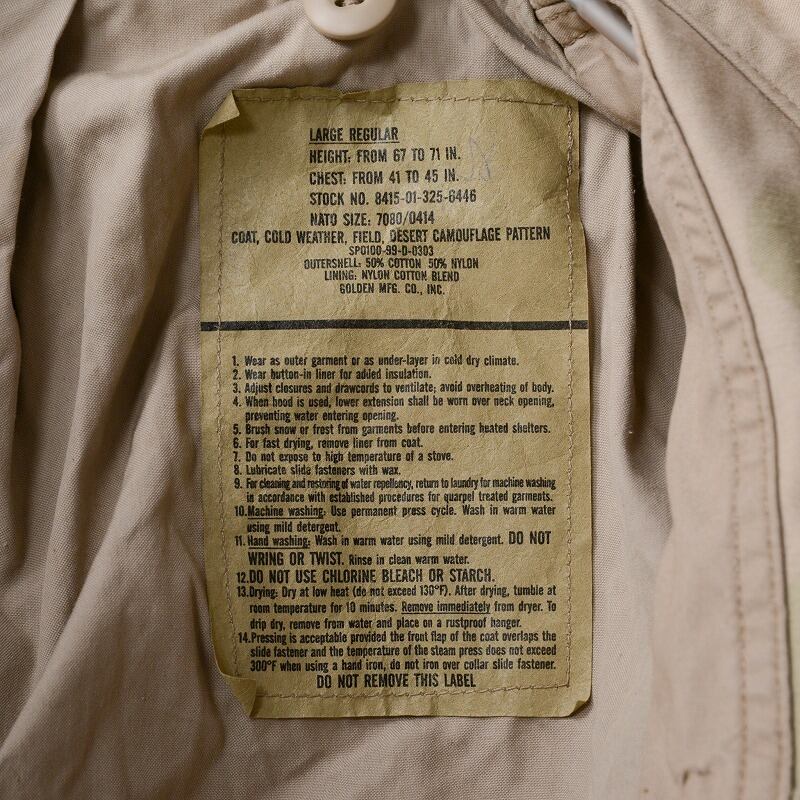 LARGE REGULAR
HEIGHT: FROM 67 TO 71 IN.
CHEST: FROM 41 TO 45 IN.
STOCK NO. 8415-01-325-6446
NATO SIZE: 7080/0414
COAT, COLD WEATHER, FIELD, DESERT CAMOUFLAGE PATTERN
SPO100-99-D-0303
OUTERSHELL: 50% COTTON 50% NYLON
LINING: NYLON COTTON BLEND
GOLDEN MFG. CO., INC.
1. Wear as outer garment or as under-layer in cold dry climate.
2. Wear button-in liner for added insulation.
3. Adjust closures and drawcords to ventilate; avoid overheating of body.
4. When hood is used, lower extension shall be worn over neck opening,
preventing water entering opening.
5. Brush snow or frost from garments before entering heated shelters.
6. For fast drying, remove liner from coat.
7. Do not expose to high temperature of a stove.
8. Lubricate slide fasteners with wax.
9. For cleaning and restoring of water repellency, return to laundry for machine washing
in accordance with established procedures for quarpel treated garments.
10. Machine washing: Use permanent press cycle. Wash in warm water
using mild detergent.
11. Hand washing: Wash in warm water using mild detergent. DO NOT
WRING OR TWIST. Rinse in clean warm water.
12. DO NOT USE CHLORINE BLEACH OR STARCH.
13. Drying: Dry at low heat (do not exceed 130°F). After drying, tumble at
room temperature for 10 minutes. Remove immediately from dryer. To
drip dry, remove from water and place on a rustproof hanger.
14. Pressing is acceptable provided the front flap of the coat overlaps the
slide fastener and the temperature of the steam press does not exceed
300°F when using a hand iron, do not iron over collar slide fastener.
DO NOT REMOVE THIS LABEL